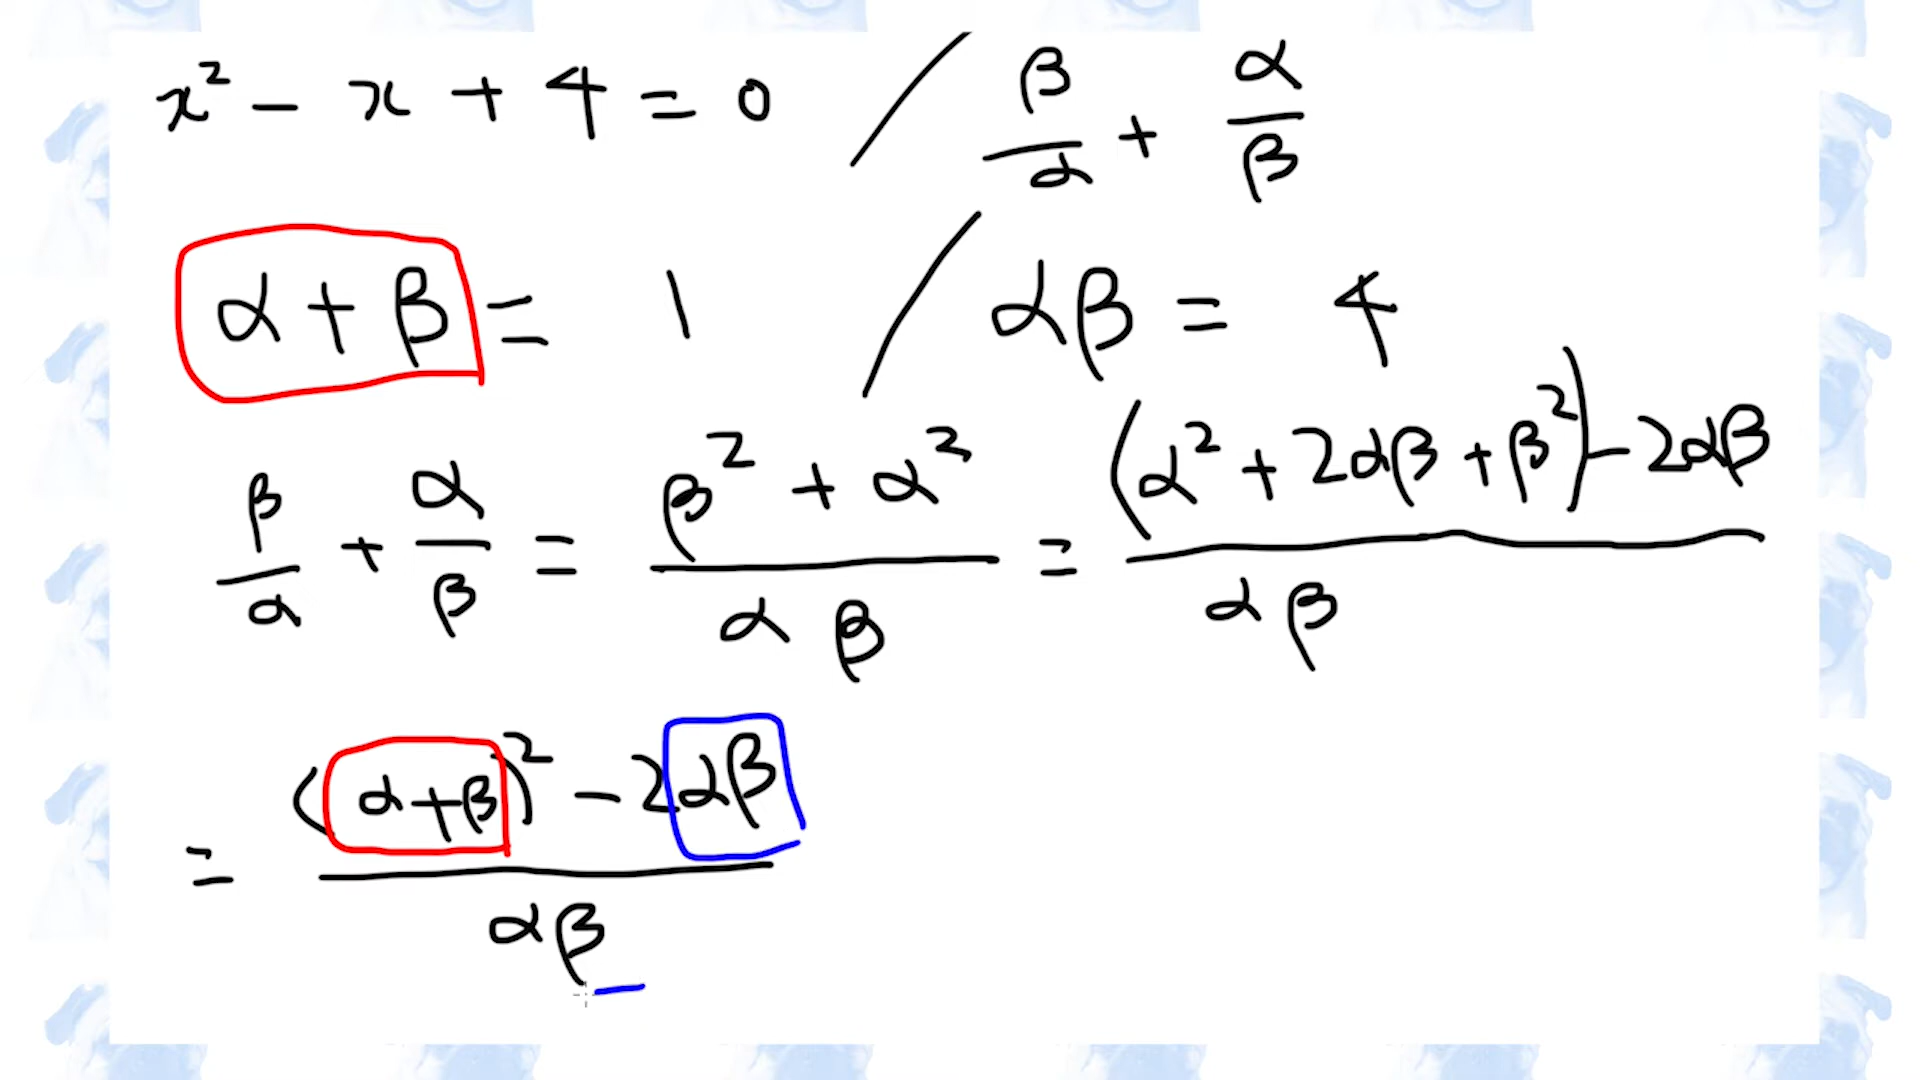 x² - x + 4 = 0 / β/α + α/β
α + β = 1 / αβ = 4
β/α + α/β = (β² + α²)/(αβ) = ((α² + 2αβ + β²) - 2αβ)/(αβ)
= ((α+β)² - 2αβ)/(αβ)